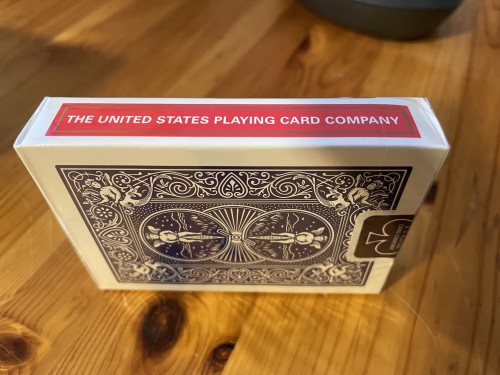 THE UNITED STATES PLAYING CARD COMPANY